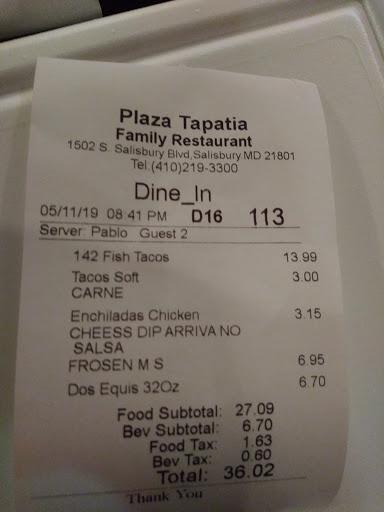 Plaza Tapatia
Family Restaurant
1502 S. Salisbury Blvd,Salisbury MD 21801
Tel.(410)219-3300
Dine_In
05/11/19 08:41 PM D16 113
Server: Pablo Guest 2
142 Fish Tacos 13.99
Tacos Soft 3.00
CARNE
Enchiladas Chicken 3.15
CHEESS DIP ARRIVA NO
SALSA
FROSEN M S 6.95
Dos Equis 32Oz 6.70
Food Subtotal: 27.09
Bev Subtotal: 6.70
Food Tax: 1.63
Bev Tax: 0.60
Total: 36.02
Thank You